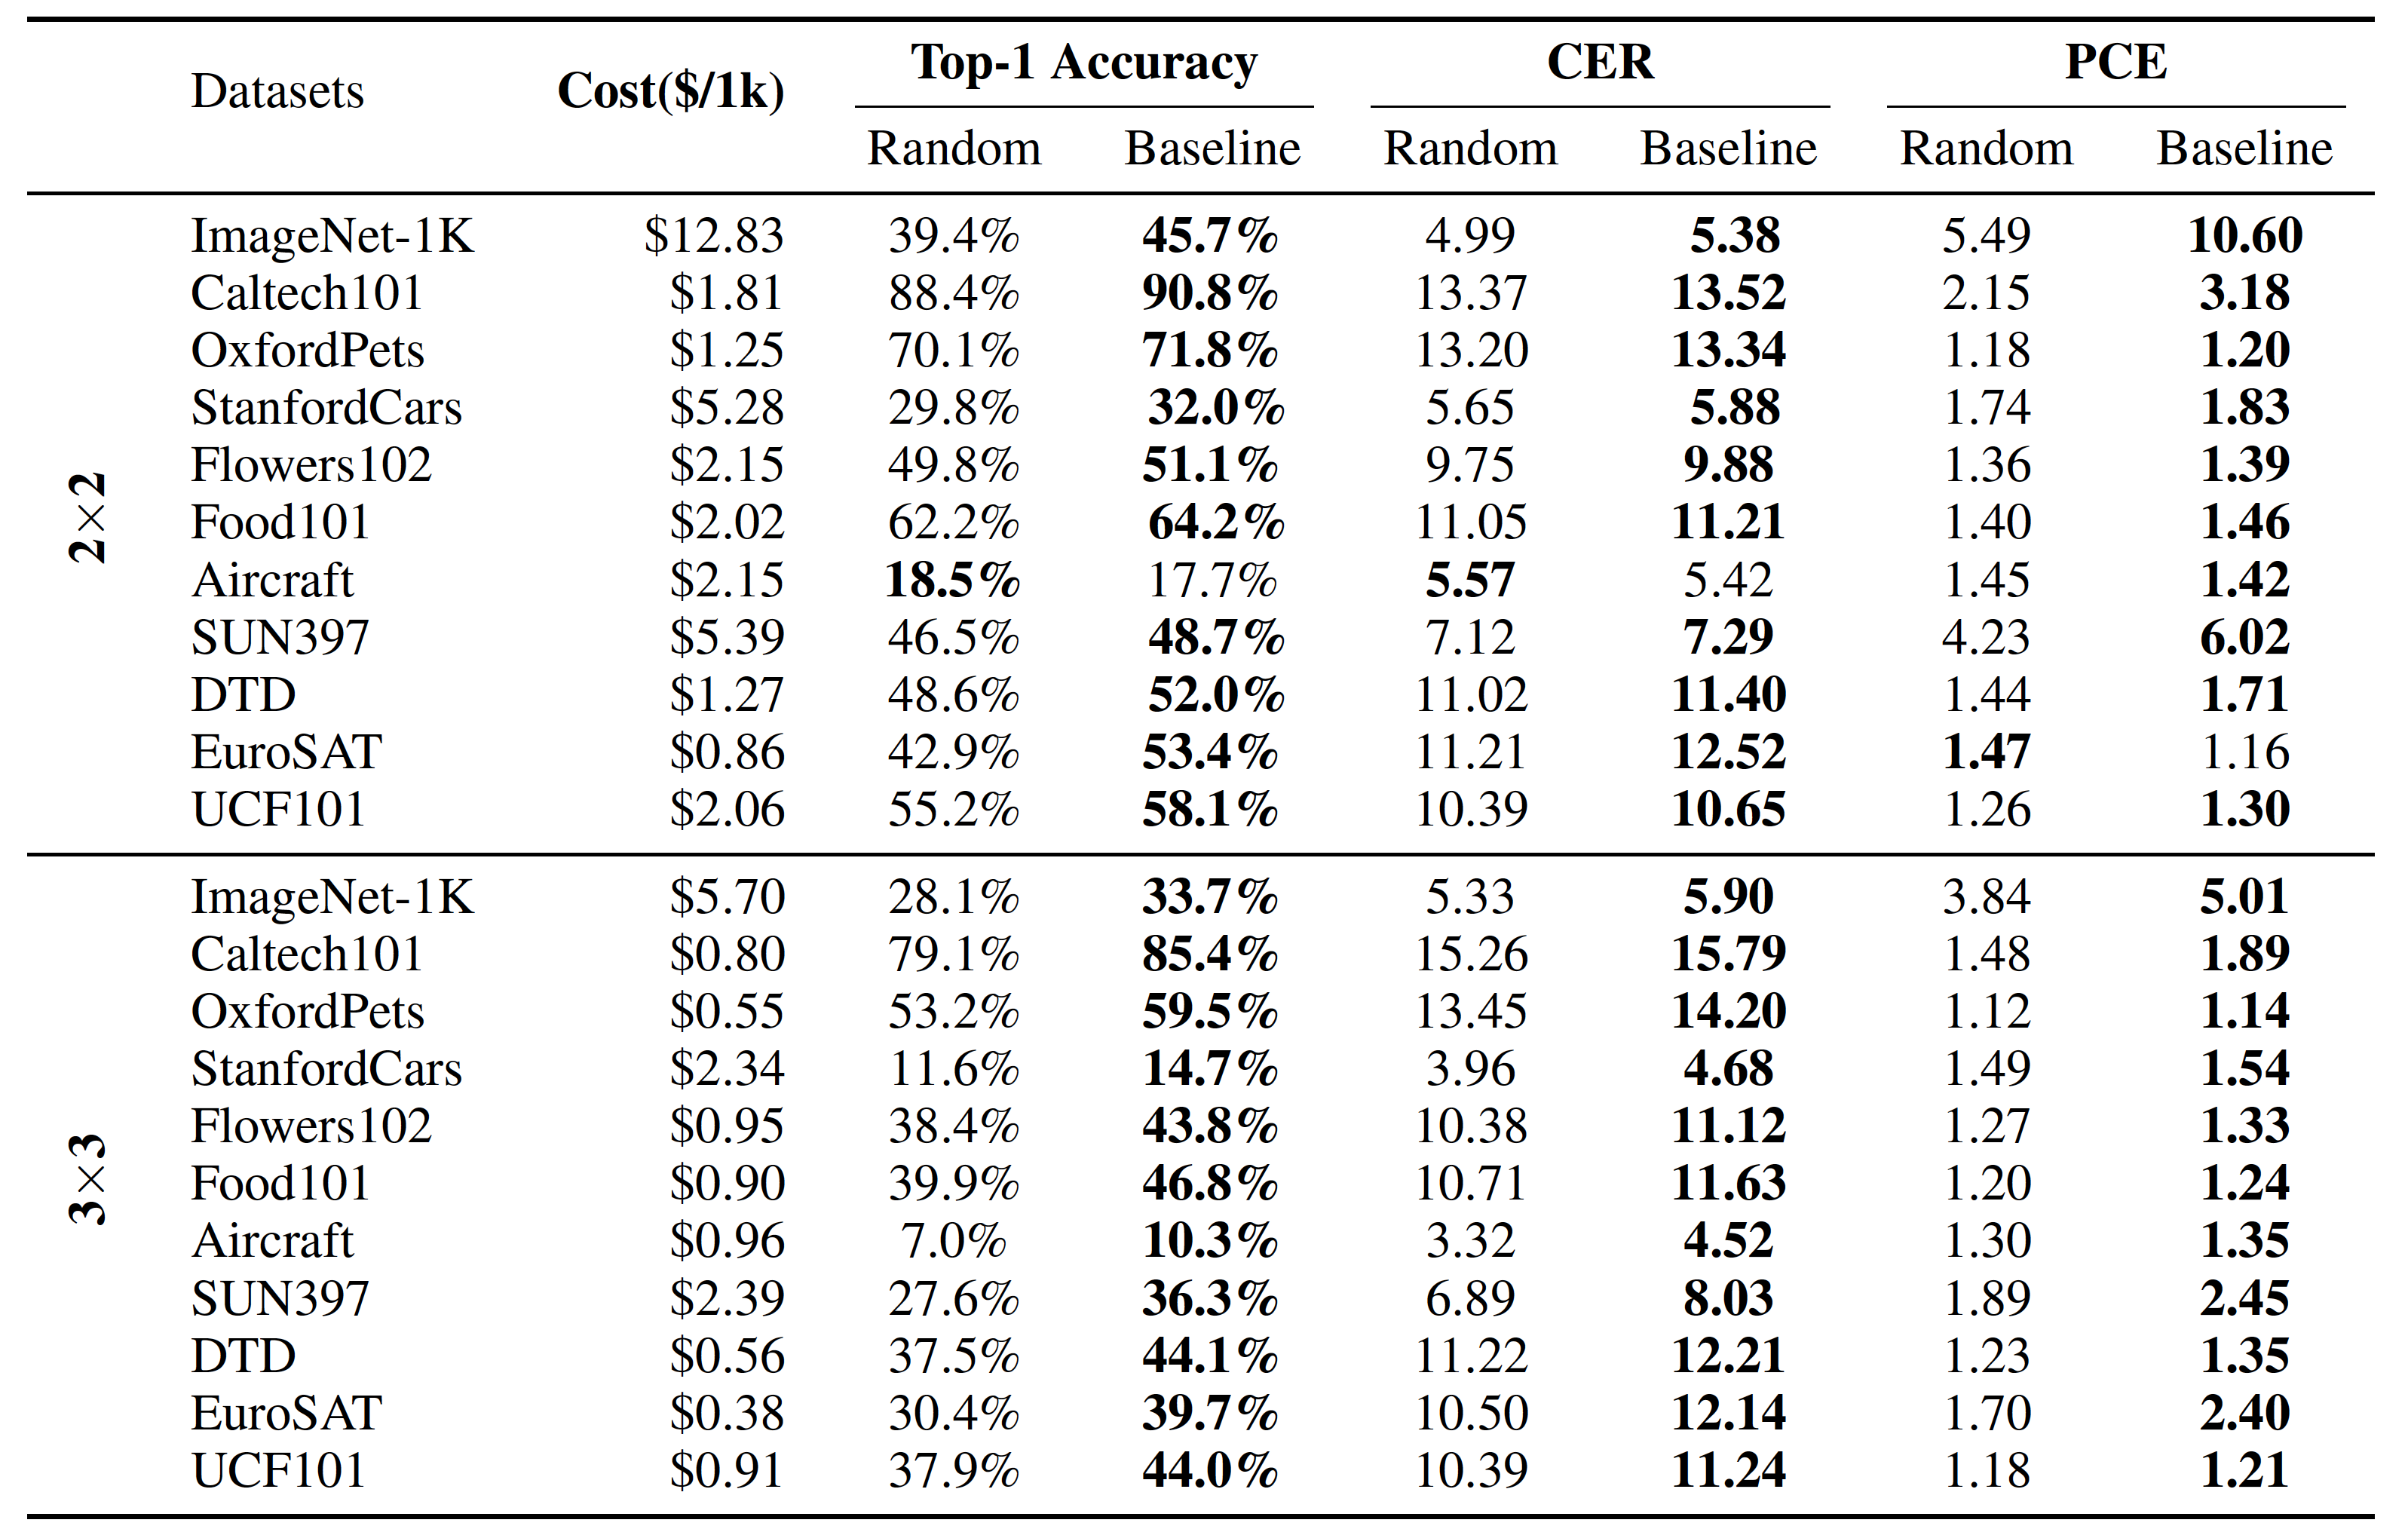 Datasets Cost($/1k) Top-1 Accuracy CER PCE
Random Baseline Random Baseline Random Baseline
2×2
ImageNet-1K $12.83 39.4% 45.7% 4.99 5.38 5.49 10.60
Caltech101 $1.81 88.4% 90.8% 13.37 13.52 2.15 3.18
OxfordPets $1.25 70.1% 71.8% 13.20 13.34 1.18 1.20
StanfordCars $5.28 29.8% 32.0% 5.65 5.88 1.74 1.83
Flowers102 $2.15 49.8% 51.1% 9.75 9.88 1.36 1.39
Food101 $2.02 62.2% 64.2% 11.05 11.21 1.40 1.46
Aircraft $2.15 18.5% 17.7% 5.57 5.42 1.45 1.42
SUN397 $5.39 46.5% 48.7% 7.12 7.29 4.23 6.02
DTD $1.27 48.6% 52.0% 11.02 11.40 1.44 1.71
EuroSAT $0.86 42.9% 53.4% 11.21 12.52 1.47 1.16
UCF101 $2.06 55.2% 58.1% 10.39 10.65 1.26 1.30
3×3
ImageNet-1K $5.70 28.1% 33.7% 5.33 5.90 3.84 5.01
Caltech101 $0.80 79.1% 85.4% 15.26 15.79 1.48 1.89
OxfordPets $0.55 53.2% 59.5% 13.45 14.20 1.12 1.14
StanfordCars $2.34 11.6% 14.7% 3.96 4.68 1.49 1.54
Flowers102 $0.95 38.4% 43.8% 10.38 11.12 1.27 1.33
Food101 $0.90 39.9% 46.8% 10.71 11.63 1.20 1.24
Aircraft $0.96 7.0% 10.3% 3.32 4.52 1.30 1.35
SUN397 $2.39 27.6% 36.3% 6.89 8.03 1.89 2.45
DTD $0.56 37.5% 44.1% 11.22 12.21 1.23 1.35
EuroSAT $0.38 30.4% 39.7% 10.50 12.14 1.70 2.40
UCF101 $0.91 37.9% 44.0% 10.39 11.24 1.18 1.21